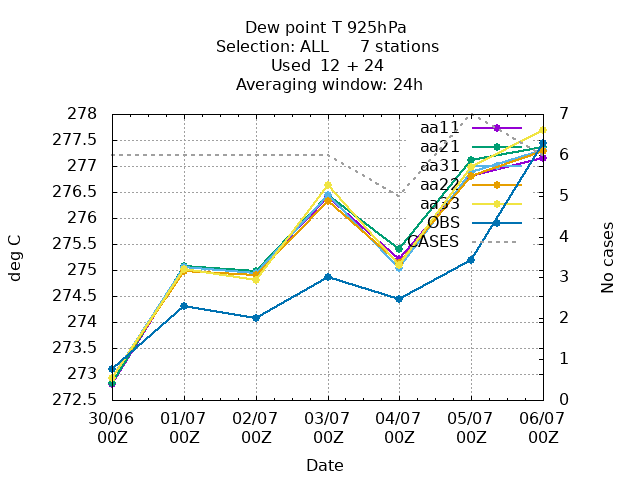 Dew point T 925hPa
Selection: ALL 7 stations
Used 12 + 24
Averaging window: 24h
278
277.5
277
276.5
276
275.5
275
274.5
274
273.5
273
272.5
deg C
7
6
5
4
3
2
1
0
No cases
aa11
aa21
aa31
aa22
aa33
OBS
CASES
30/06 01/07 02/07 03/07 04/07 05/07 06/07
00Z 00Z 00Z 00Z 00Z 00Z 00Z
Date